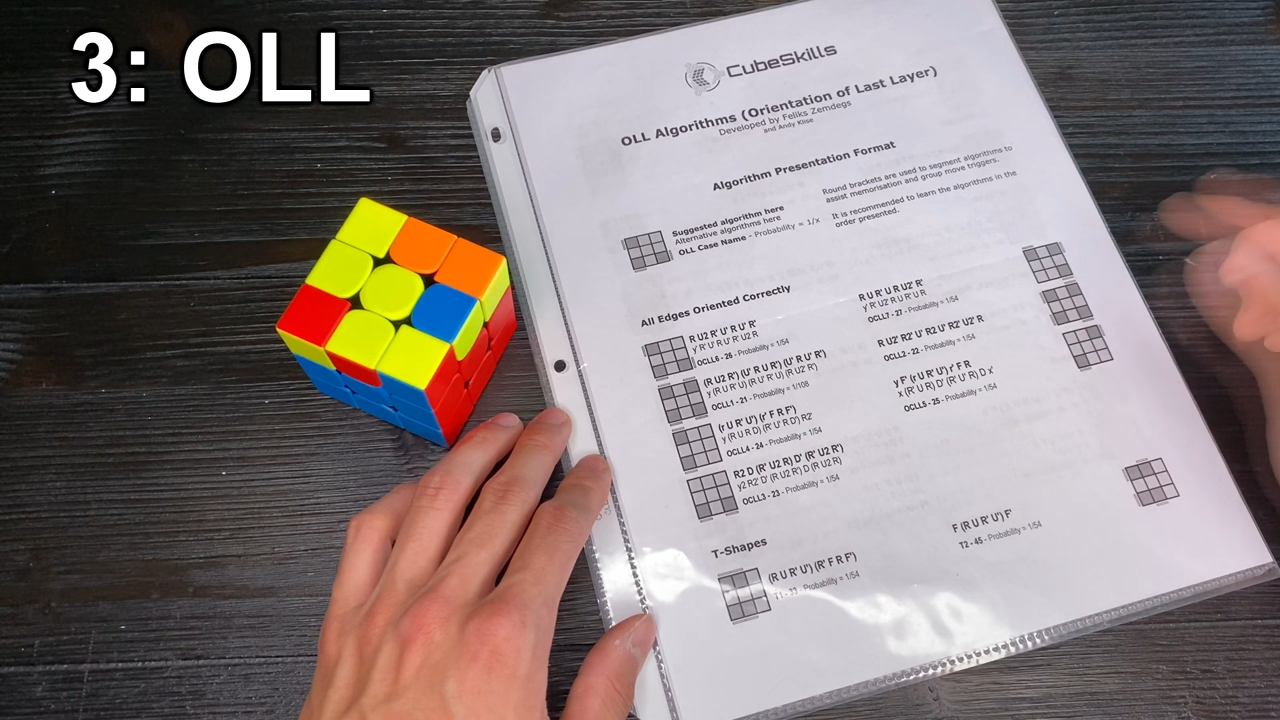 3: OLL
CubeSkills
OLL Algorithms (Orientation of Last Layer)
Developed by Feliks Zemdegs
and Andy Klise
Algorithm Presentation Format
Suggested algorithm here
Alternative algorithms here
OLL Case Name - Probability = 1/x
Round brackets are used to segment algorithms to
assist memorisation and group move triggers.
It is recommended to learn the algorithms in the
order presented.
All Edges Oriented Correctly
R U2 R' U' R U' R'
y' R' U' R U' R' U2 R
OCLL6 - 26 - Probability = 1/54
(R U2 R') (U' R U R') (U' R U' R')
y (R U R' U) (R U' R' U) (R U2 R')
OCLL1 - 21 - Probability = 1/108
(r U R' U') (r' F R F')
y (R U R D) (R' U' R D') R2'
OCLL4 - 24 - Probability = 1/54
R2 D (R' U2 R) D' (R' U2 R')
y2 R2' D' (R U2 R') D (R U2 R)
OCLL3 - 23 - Probability = 1/54
R U R' U R U2' R'
y' R' U2' R U R' U R
OCLL7 - 27 - Probability = 1/54
R U2' R2' U' R2 U' R2' U2' R
OCLL2 - 22 - Probability = 1/54
y F' (r U R' U') r' F R
x (R' U R) D' (R' U' R) D x'
OCLL5 - 25 - Probability = 1/54
T-Shapes
(R U R' U') (R' F R F')
T1 - 33 - Probability = 1/54
F (R U R' U') F'
T2 - 45 - Probability = 1/54